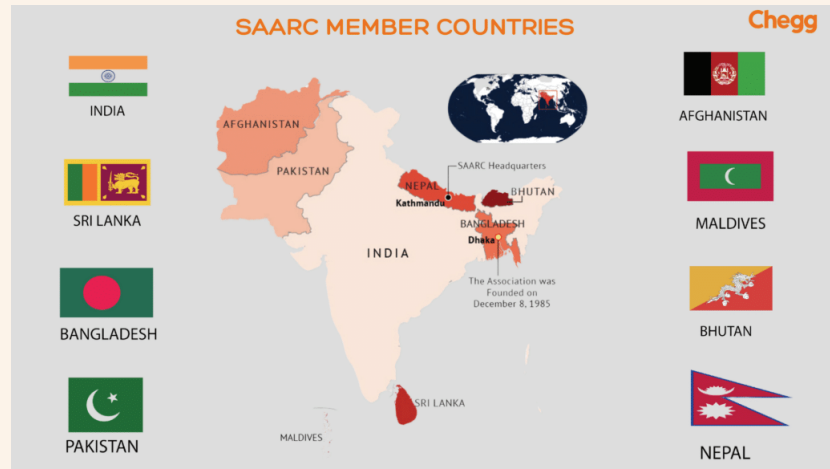 SAARC MEMBER COUNTRIES
Chegg
INDIA
SRI LANKA
BANGLADESH
PAKISTAN
AFGHANISTAN
PAKISTAN
SAARC Headquarters
NEPAL
Kathmandu
BHUTAN
BANGLADESH
Dhaka
INDIA
The Association was
Founded on
December 8, 1985
SRI LANKA
MALDIVES
AFGHANISTAN
MALDIVES
BHUTAN
NEPAL